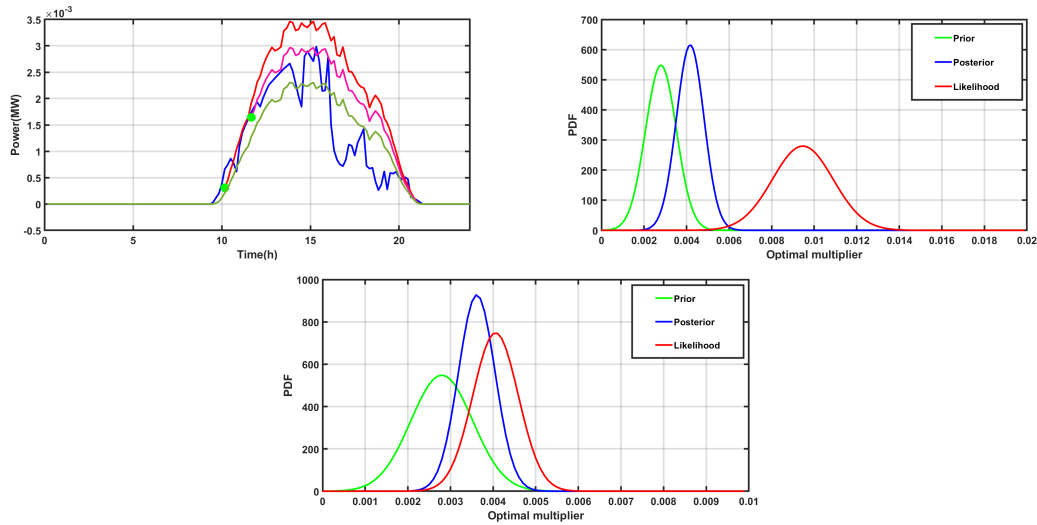 ×10⁻³
3.5
3
2.5
2
1.5
1
0.5
0
-0.5
Power(MW)
0 5 10 15 20
Time(h)
700
600
500
400
300
200
100
0
PDF
Prior
Posterior
Likelihood
0 0.002 0.004 0.006 0.008 0.01 0.012 0.014 0.016 0.018 0.02
Optimal multiplier
1000
800
600
400
200
0
PDF
Prior
Posterior
Likelihood
0 0.001 0.002 0.003 0.004 0.005 0.006 0.007 0.008 0.009 0.01
Optimal multiplier